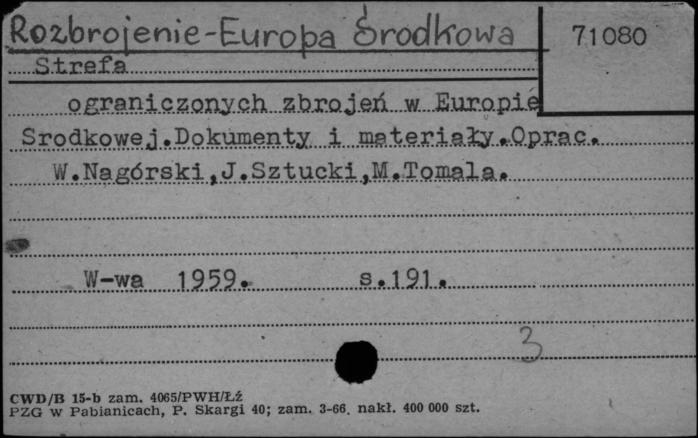 Rozbrojenie-Europa Środkowa
71080
Strefa
ograniczonych zbrojeń w Europie
Srodkowej.Dokumenty i materiały.Oprac.
W.Nagórski,J.Sztucki,M.Tomala.
W-wa 1959. s.191.
3
CWD/B 15-b zam. 4065/PWH/Łź
PZG w Pabianicach, P. Skargi 40; zam. 3-66. nakł. 400 000 szt.